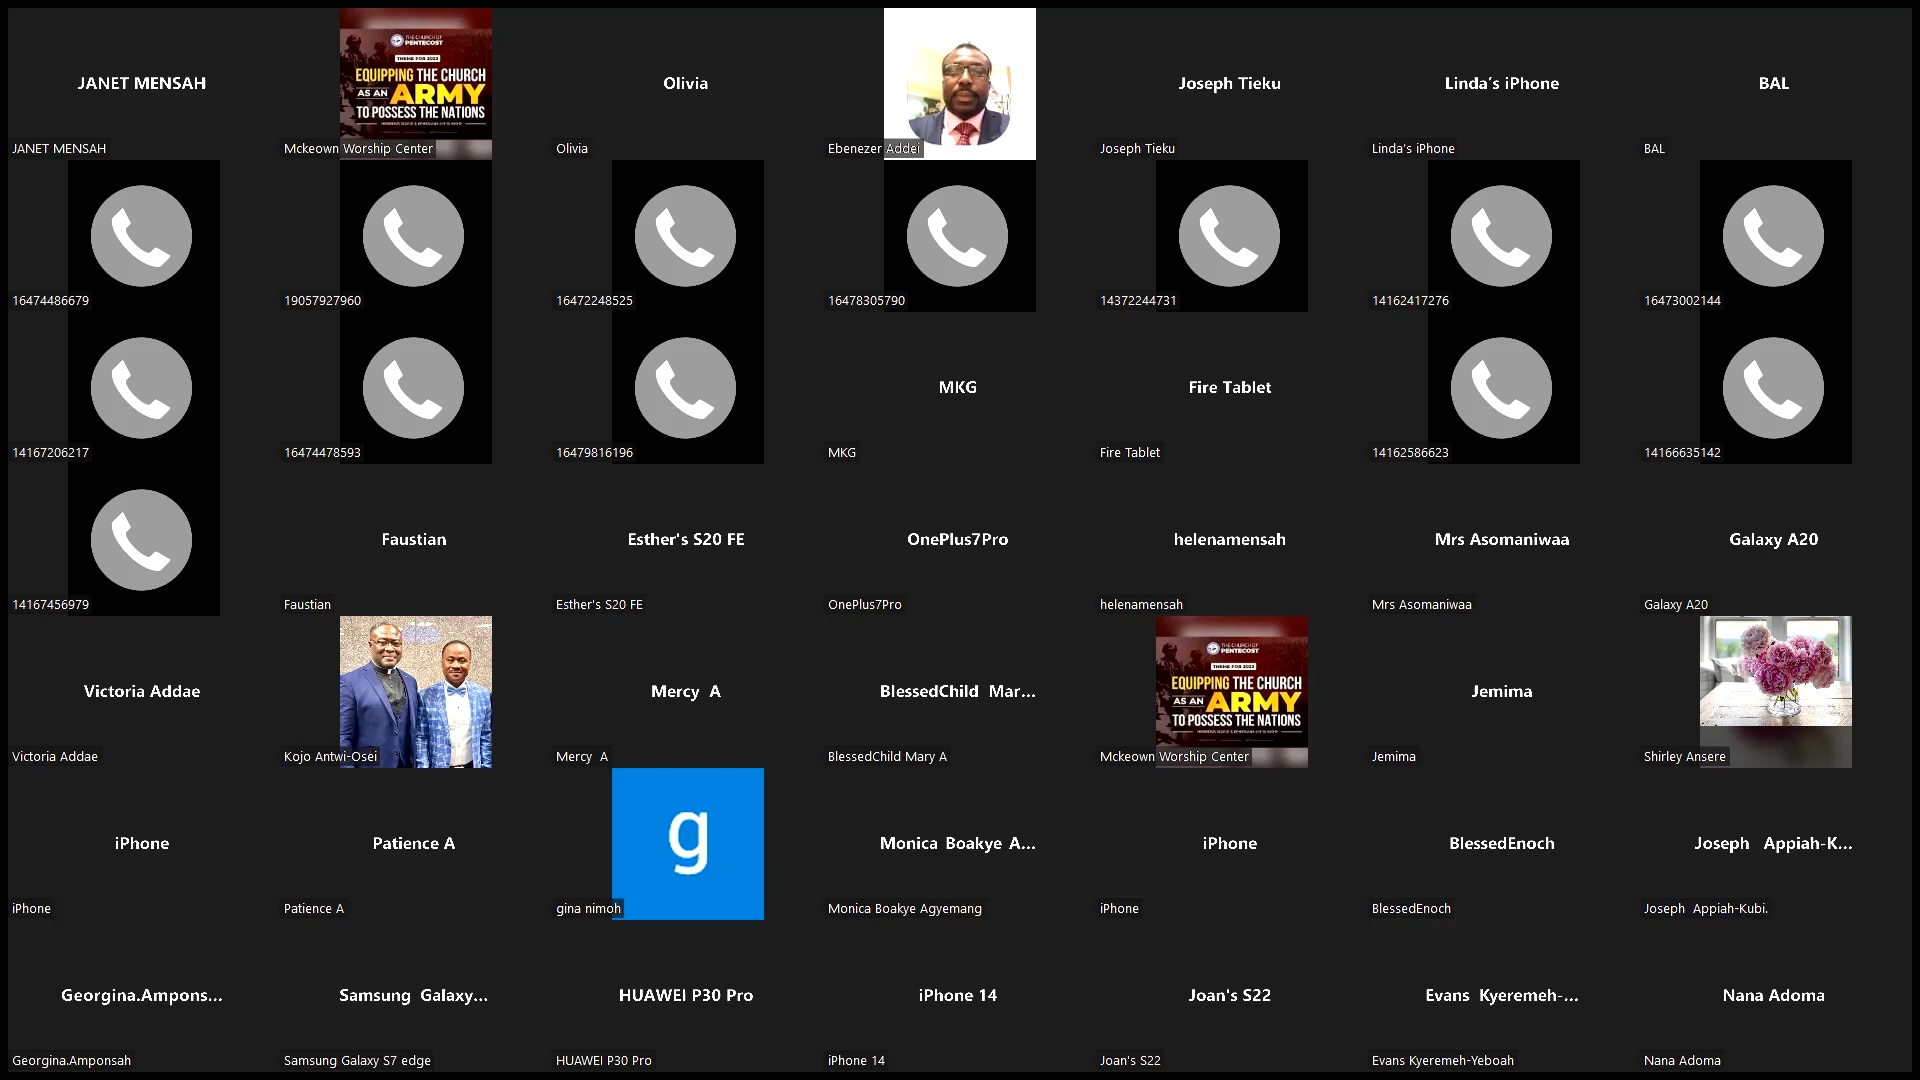 JANET MENSAH
JANET MENSAH
THE CHURCH OF
PENTECOST
THEME FOR 2023
EQUIPPING THE CHURCH
AS AN ARMY
TO POSSESS THE NATIONS
Mckeown Worship Center
Olivia
Olivia
Ebenezer Addei
Joseph Tieku
Joseph Tieku
Linda's iPhone
Linda's iPhone
BAL
BAL
16474486679
19057927960
16472248525
16478305790
14372244731
14162417276
16473002144
14167206217
16474478593
16479816196
MKG
MKG
Fire Tablet
Fire Tablet
14162586623
14166635142
14167456979
Faustian
Faustian
Esther's S20 FE
Esther's S20 FE
OnePlus7Pro
OnePlus7Pro
helenamensah
helenamensah
Mrs Asomaniwaa
Mrs Asomaniwaa
Galaxy A20
Galaxy A20
Victoria Addae
Victoria Addae
Kojo Antwi-Osei
Mercy A
Mercy A
BlessedChild Mar...
BlessedChild Mary A
THE CHURCH OF
PENTECOST
THEME FOR 2023
EQUIPPING THE CHURCH
AS AN ARMY
TO POSSESS THE NATIONS
Mckeown Worship Center
Jemima
Jemima
Shirley Ansere
iPhone
iPhone
Patience A
Patience A
g
gina nimoh
Monica Boakye A...
Monica Boakye Agyemang
iPhone
iPhone
BlessedEnoch
BlessedEnoch
Joseph Appiah-K...
Joseph Appiah-Kubi.
Georgina.Ampons...
Georgina.Amponsah
Samsung Galaxy...
Samsung Galaxy S7 edge
HUAWEI P30 Pro
HUAWEI P30 Pro
iPhone 14
iPhone 14
Joan's S22
Joan's S22
Evans Kyeremeh-...
Evans Kyeremeh-Yeboah
Nana Adoma
Nana Adoma